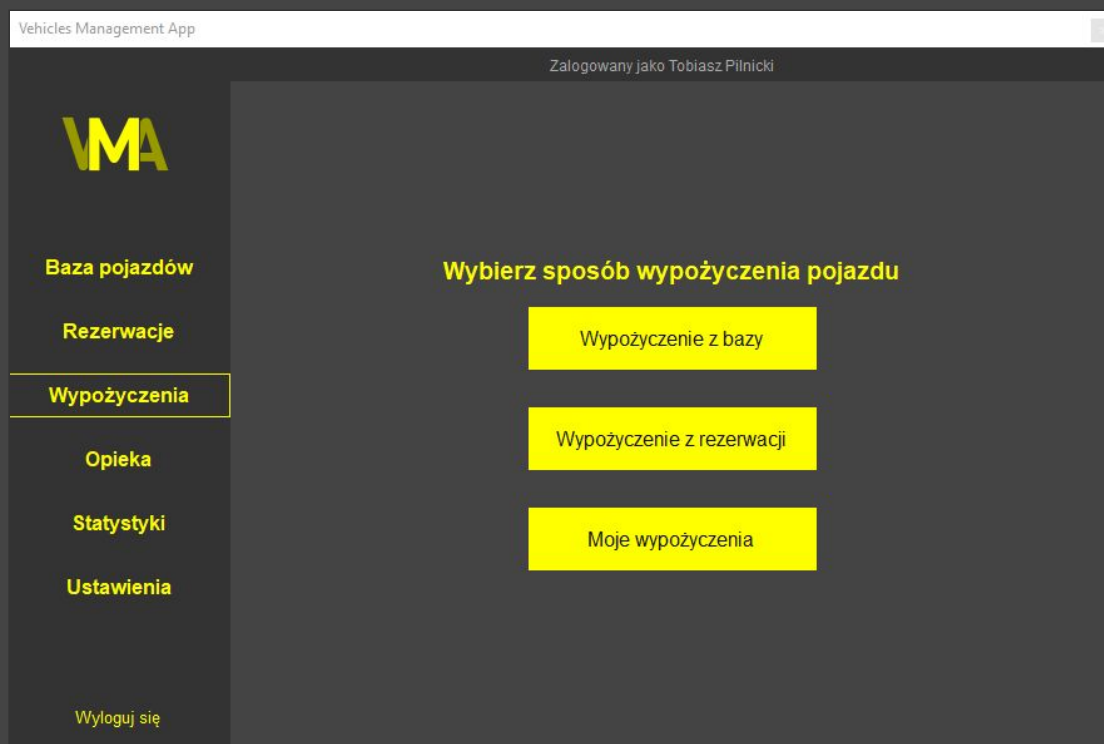 Vehicles Management App
Zalogowany jako Tobiasz Pilnicki
VMA
Baza pojazdów
Rezerwacje
Wypożyczenia
Opieka
Statystyki
Ustawienia
Wyloguj się
Wybierz sposób wypożyczenia pojazdu
Wypożyczenie z bazy
Wypożyczenie z rezerwacji
Moje wypożyczenia